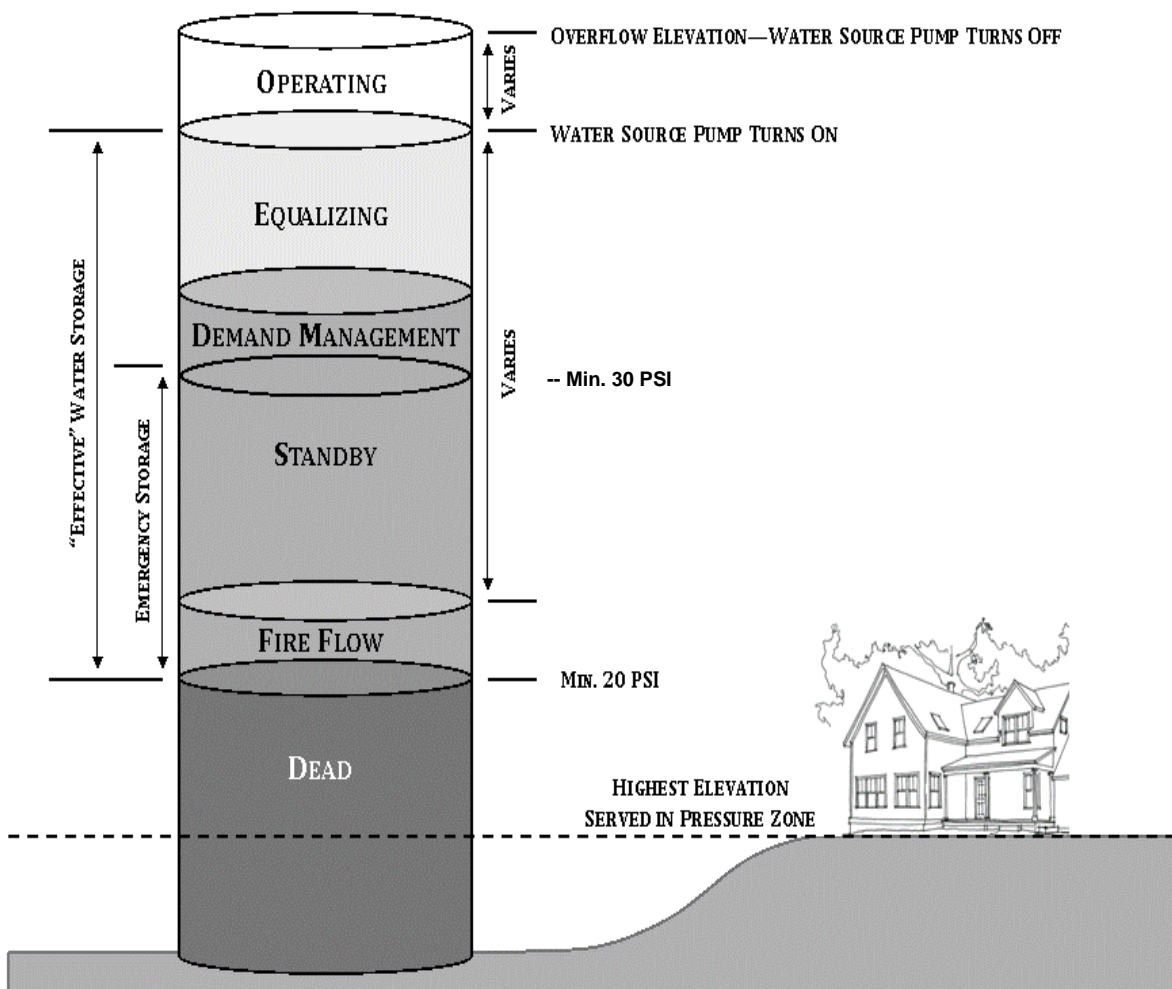 OVERFLOW ELEVATION—WATER SOURCE PUMP TURNS OFF
OPERATING
VARIES
WATER SOURCE PUMP TURNS ON
EQUALIZING
"EFFECTIVE" WATER STORAGE
DEMAND MANAGEMENT
VARIES
-- Min. 30 PSI
EMERGENCY STORAGE
STANDBY
FIRE FLOW
MIN. 20 PSI
DEAD
HIGHEST ELEVATION
SERVED IN PRESSURE ZONE